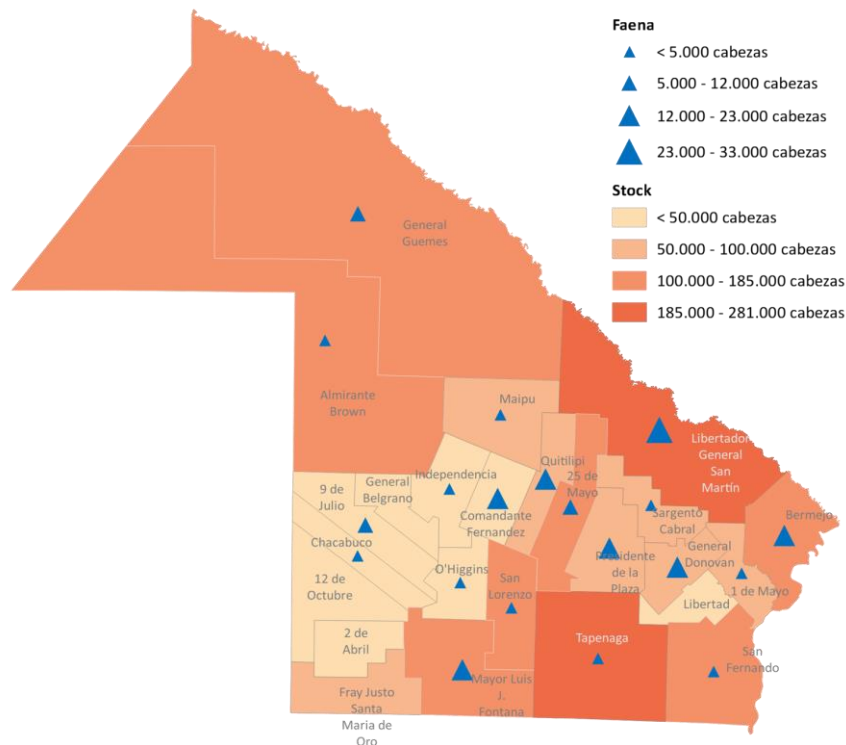 Faena
< 5.000 cabezas
5.000 - 12.000 cabezas
12.000 - 23.000 cabezas
23.000 - 33.000 cabezas
Stock
< 50.000 cabezas
50.000 - 100.000 cabezas
100.000 - 185.000 cabezas
185.000 - 281.000 cabezas
General
Guemes
Almirante
Brown
Maipu
Libertador
General
San
Martín
Quitilipi
25 de
Mayo
Independencia
General
Belgrano
9 de
Julio
Comandante
Fernandez
Sargento
Cabral
Bermejo
Chacabuco
General
Donovan
Presidente
de la
Plaza
12 de
Octubre
O'Higgins
San
Lorenzo
1 de Mayo
Libertad
2 de
Abril
Tapenaga
San
Fernando
Mayor Luis
J.
Fontana
Fray Justo
Santa
Maria de
Oro